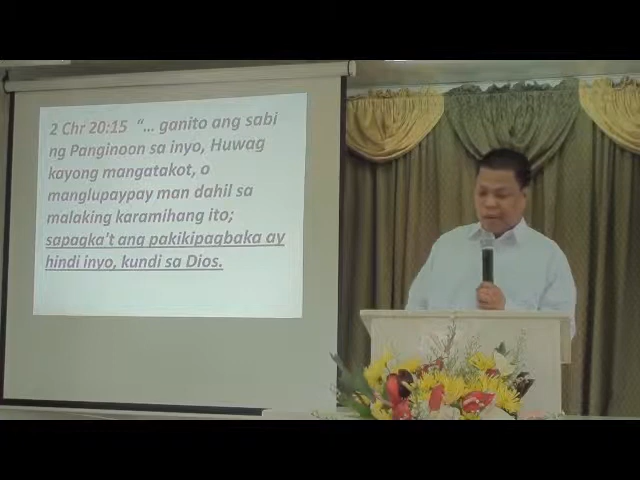 2 Chr 20:15 "... ganito ang sabi
ng Panginoon sa inyo, Huwag
kayong mangatakot, o
manglupaypay man dahil sa
malaking karamihang ito;
sapagka't ang pakikipagbaka ay
hindi inyo, kundi sa Dios.